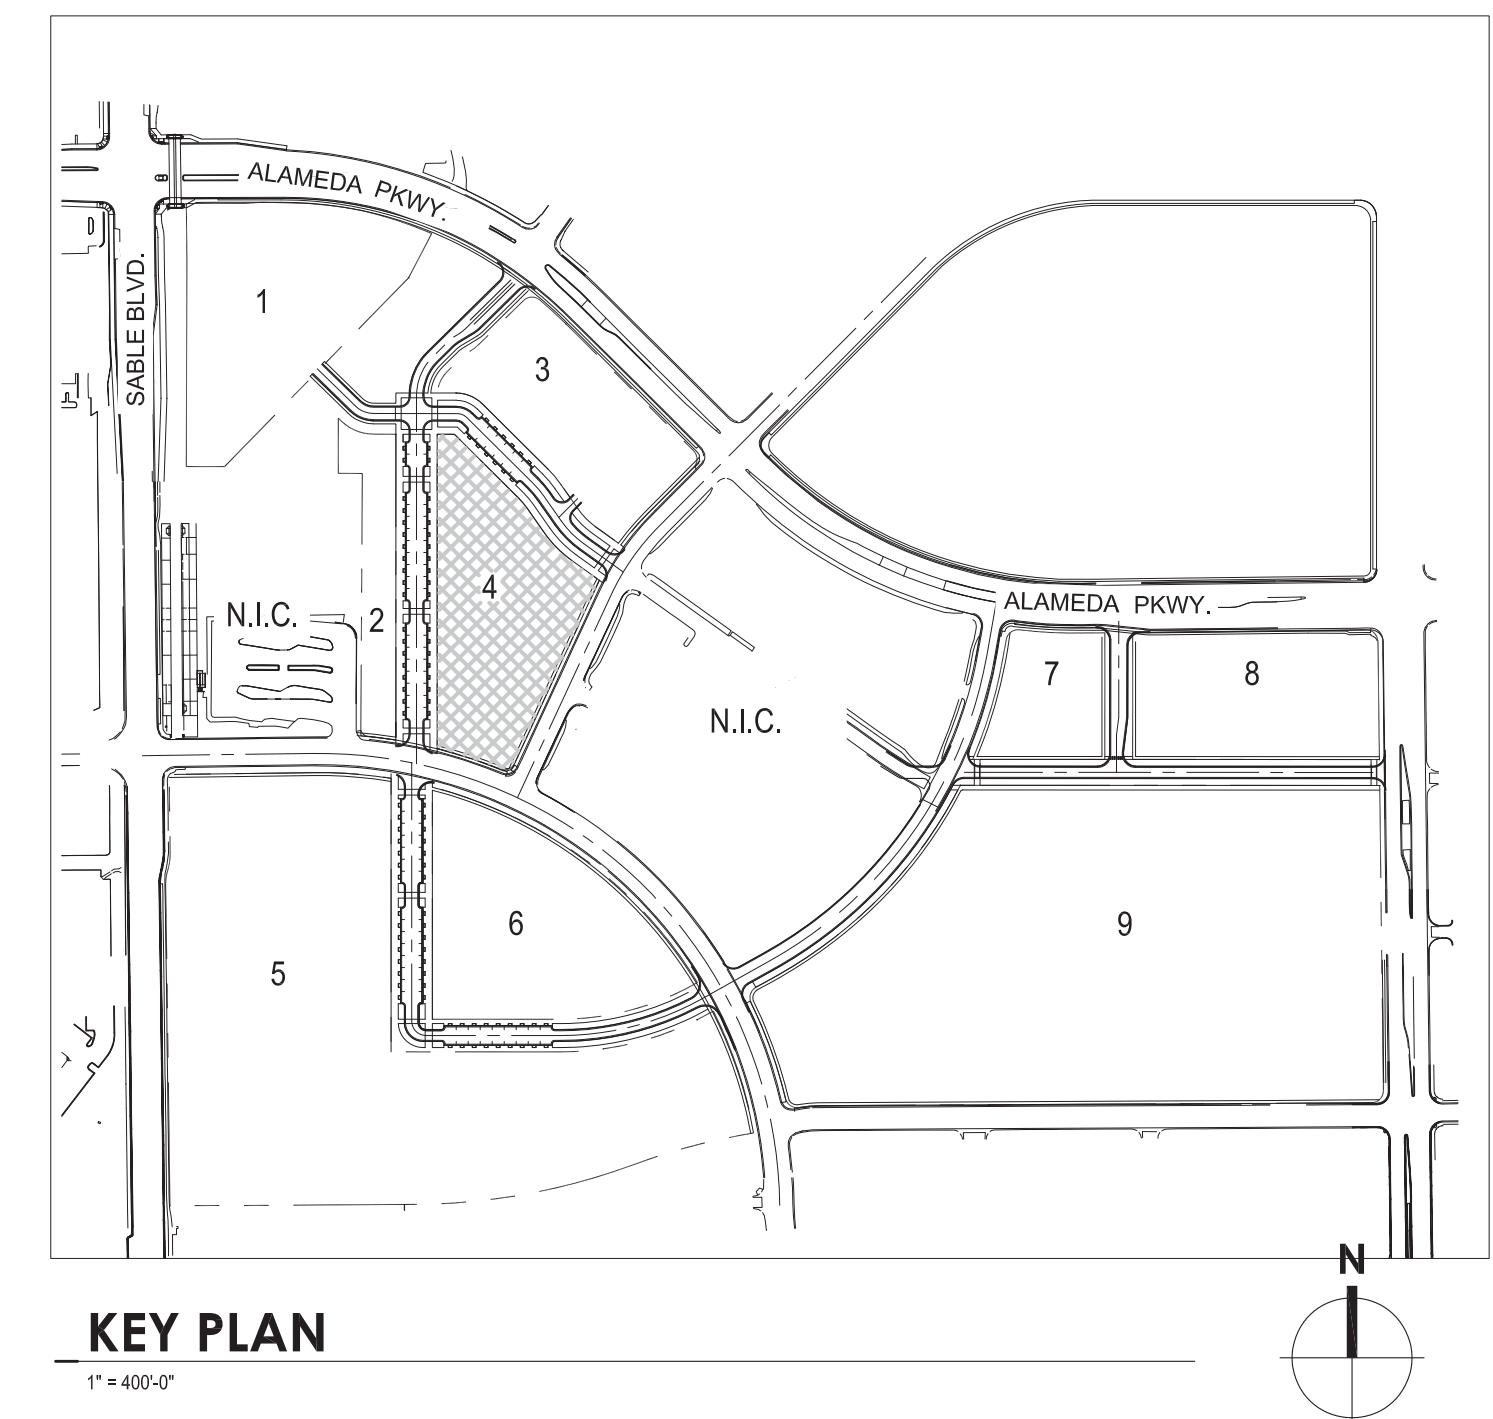 ALAMEDA PKWY.
SABLE BLVD.
1
3
4
N.I.C.
2
ALAMEDA PKWY.
7
8
N.I.C.
6
9
5
N
KEY PLAN
1" = 400'-0"